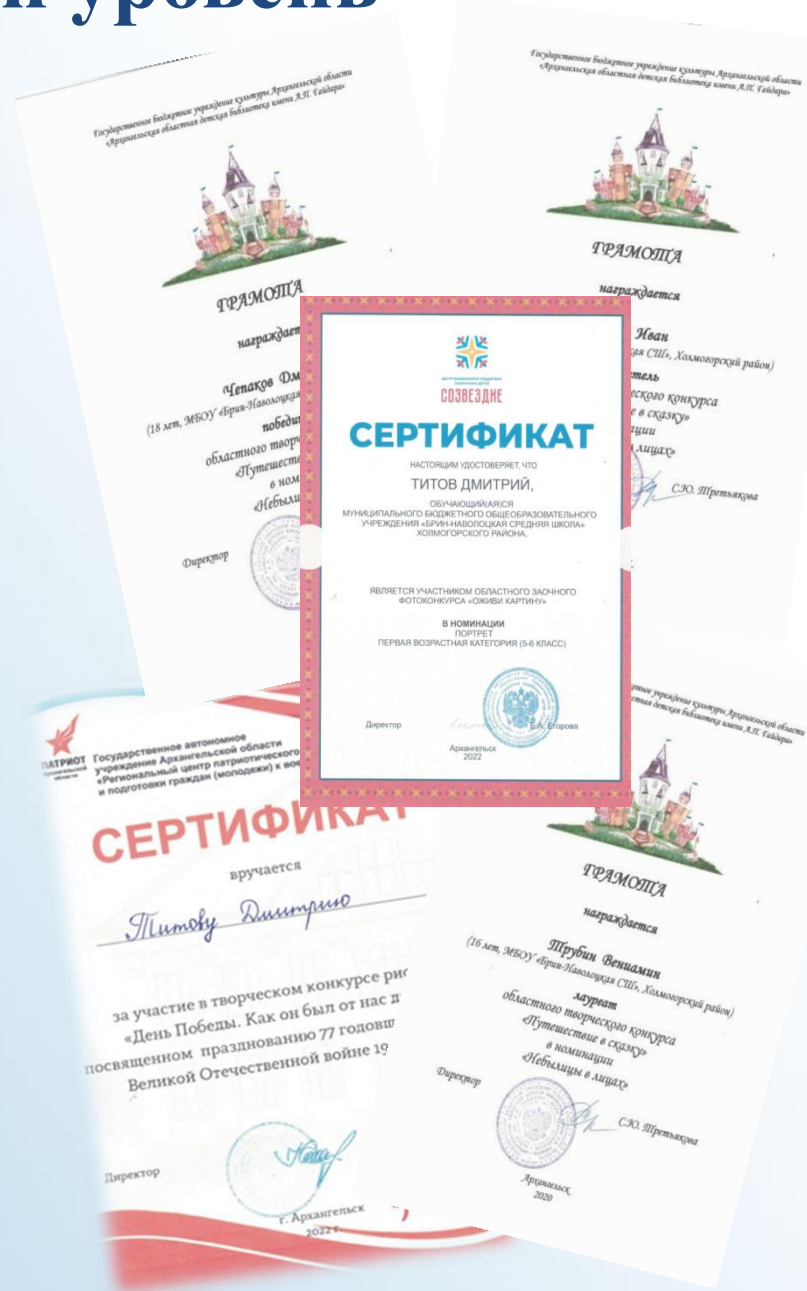 уровень
Государственное бюджетное учреждение культуры Архангельской области
«Архангельская областная детская библиотека имени А.П. Гайдара»
ГРАМОТА
награждает
Чепаков Дм
(18 лет, МБОУ «Брин-Наволоцкая
победи
областного творч
«Путешеств
в ном
«Небыли
Директор
Государственное бюджетное учреждение культуры Архангельской области
«Архангельская областная детская библиотека имени А.П. Гайдара»
ГРАМОТА
награждается
Иван
кая СШ», Холмогорский район)
тель
ческого конкурса
ие в сказку»
нации
лицах»
С.Ю. Третьякова
СОЗВЕЗДИЕ
СЕРТИФИКАТ
НАСТОЯЩИМ УДОСТОВЕРЯЕТ, ЧТО
ТИТОВ ДМИТРИЙ,
ОБУЧАЮЩИЙ(АЯ)СЯ
МУНИЦИПАЛЬНОГО БЮДЖЕТНОГО ОБЩЕОБРАЗОВАТЕЛЬНОГО
УЧРЕЖДЕНИЯ «БРИН-НАВОЛОЦКАЯ СРЕДНЯЯ ШКОЛА»
ХОЛМОГОРСКОГО РАЙОНА,
ЯВЛЯЕТСЯ УЧАСТНИКОМ ОБЛАСТНОГО ЗАОЧНОГО
ФОТОКОНКУРСА «ОЖИВИ КАРТИНУ»
В НОМИНАЦИИ
ПОРТРЕТ
ПЕРВАЯ ВОЗРАСТНАЯ КАТЕГОРИЯ (5-6 КЛАСС)
Директор Е.А. Егорова
Архангельск
2022
ПАТРИОТ
Архангельской
области
Государственное автономное
учреждение Архангельской области
«Региональный центр патриотического
и подготовки граждан (молодежи) к вое
СЕРТИФИКАТ
вручается
Титову Дмитрию
за участие в творческом конкурсе рис
«День Победы. Как он был от нас д
посвященном празднованию 77 годовщ
Великой Отечественной войне 19
Директор
г. Архангельск
2022 г.
учреждение культуры Архангельской области
детская библиотека имени А.П. Гайдара»
ГРАМОТА
награждается
Трубин Вениамин
(16 лет, МБОУ «Брин-Наволоцкая СШ», Холмогорский район)
лауреат
областного творческого конкурса
«Путешествие в сказку»
в номинации
«Небылицы в лицах»
Директор
С.Ю. Третьякова
Архангельск
2020